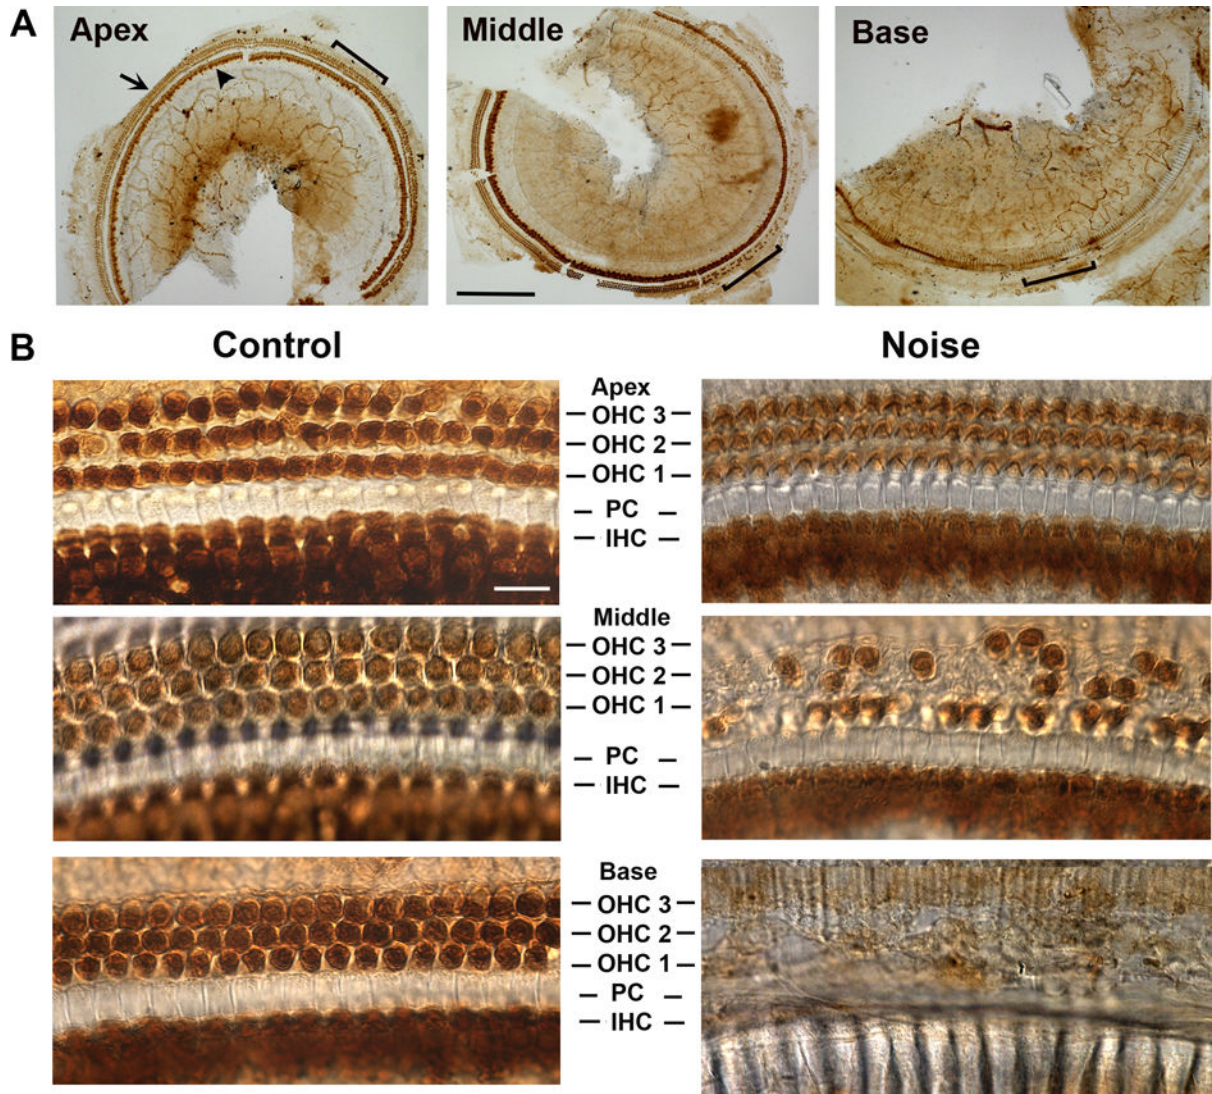 A
Apex
Middle
Base
B
Control
Noise
Apex
— OHC 3 —
— OHC 2 —
— OHC 1 —
— PC —
— IHC —
Middle
— OHC 3 —
— OHC 2 —
— OHC 1 —
— PC —
— IHC —
Base
— OHC 3 —
— OHC 2 —
— OHC 1 —
— PC —
— IHC —